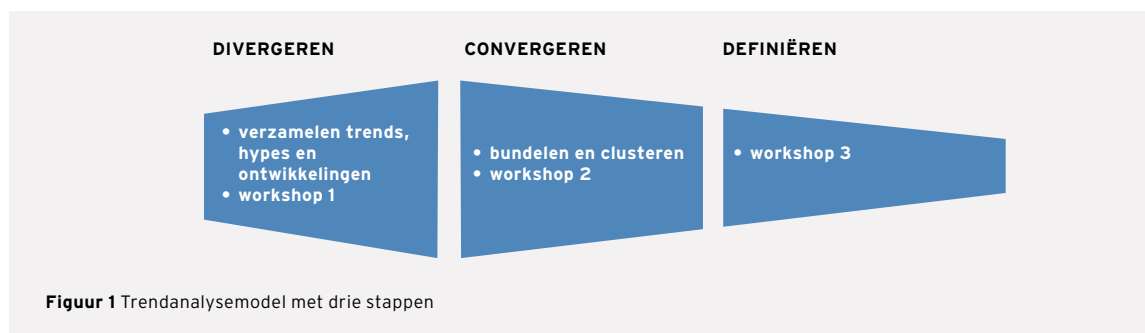 DIVERGEREN
CONVERGEREN
DEFINIËREN
• verzamelen trends,
hypes en
ontwikkelingen
• workshop 1
• bundelen en clusteren
• workshop 2
• workshop 3
Figuur 1 Trendanalysemodel met drie stappen